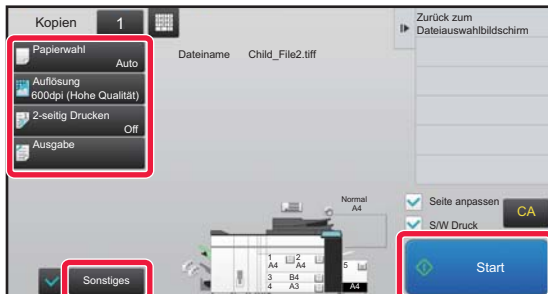 Kopien 1
Zurück zum
Dateiauswahlbildschirm
Papierwahl
Auto
Dateiname Child_File2.tiff
Auflösung
600dpi (Hohe Qualität)
2-seitig Drucken
Off
Ausgabe
Normal
A4
Seite anpassen
CA
S/W Druck
1 A4
2 A4
5
3 B4
4 A3
A4
Sonstiges
Start